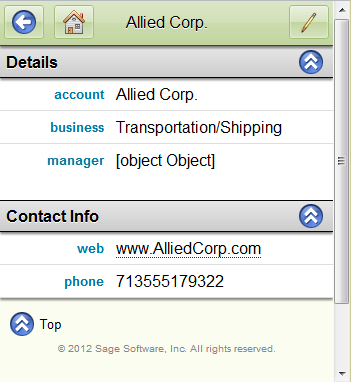 Allied Corp.
Details
account Allied Corp.
business Transportation/Shipping
manager [object Object]
Contact Info
web www.AlliedCorp.com
phone 713555179322
Top
© 2012 Sage Software, Inc. All rights reserved.